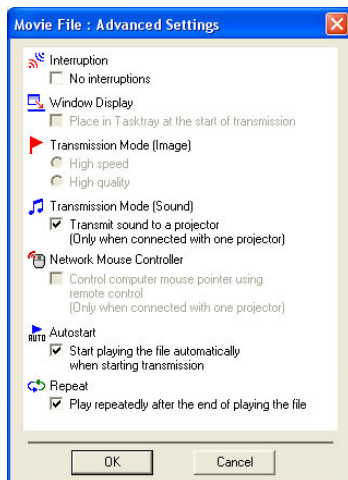 Movie File : Advanced Settings
Interruption
No interruptions
Window Display
Place in Tasktray at the start of transmission
Transmission Mode (Image)
High speed
High quality
Transmission Mode (Sound)
Transmit sound to a projector
(Only when connected with one projector)
Network Mouse Controller
Control computer mouse pointer using
remote control
(Only when connected with one projector)
AUTO Autostart
Start playing the file automatically
when starting transmission
Repeat
Play repeatedly after the end of playing the file
OK Cancel